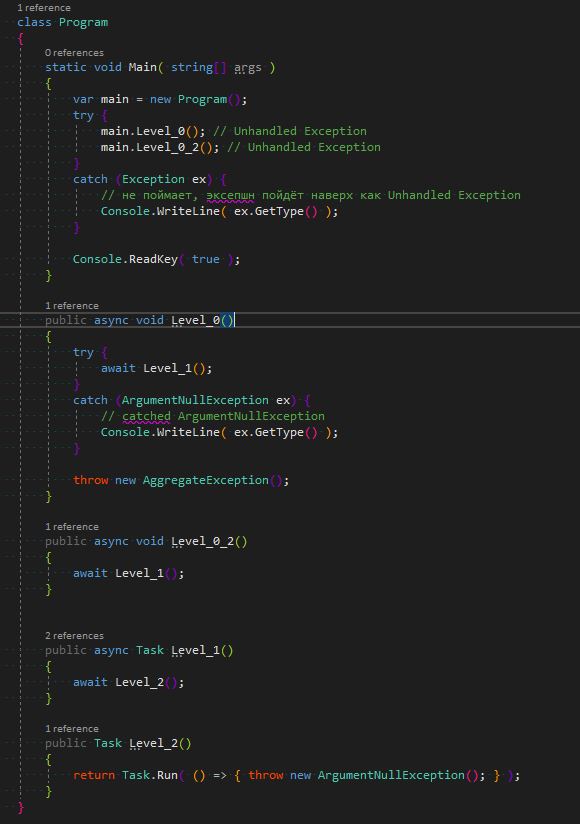 1 reference
class Program
{
0 references
static void Main( string[] args )
{
var main = new Program();
try {
main.Level_0(); // Unhandled Exception
main.Level_0_2(); // Unhandled Exception
}
catch (Exception ex) {
// не поймает, эксепшн пойдёт наверх как Unhandled Exception
Console.WriteLine( ex.GetType() );
}
Console.ReadKey( true );
}
1 reference
public async void Level_0()
{
try {
await Level_1();
}
catch (ArgumentNullException ex) {
// catched ArgumentNullException
Console.WriteLine( ex.GetType() );
}
throw new AggregateException();
}
1 reference
public async void Level_0_2()
{
await Level_1();
}
2 references
public async Task Level_1()
{
await Level_2();
}
1 reference
public Task Level_2()
{
return Task.Run( () => { throw new ArgumentNullException(); } );
}
}